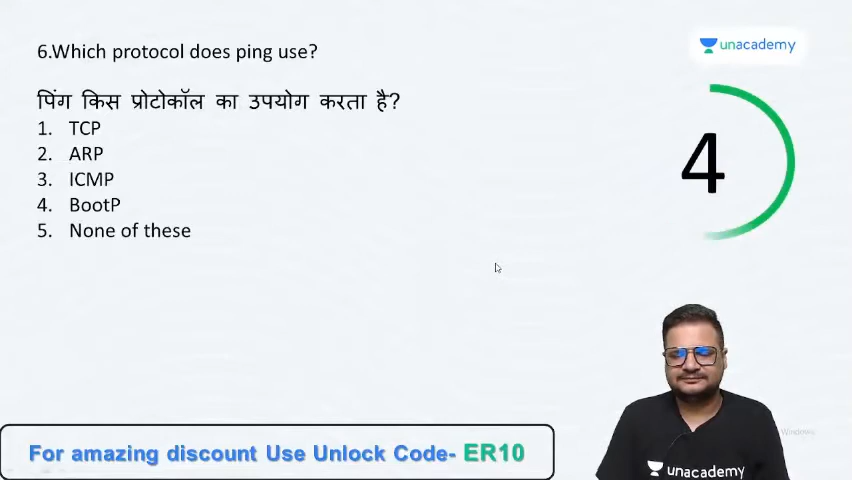 6.Which protocol does ping use?
unacademy
पिंग किस प्रोटोकॉल का उपयोग करता है?
1. TCP
2. ARP
3. ICMP
4. BootP
5. None of these
4
Windows
For amazing discount Use Unlock Code- ER10
unacademy